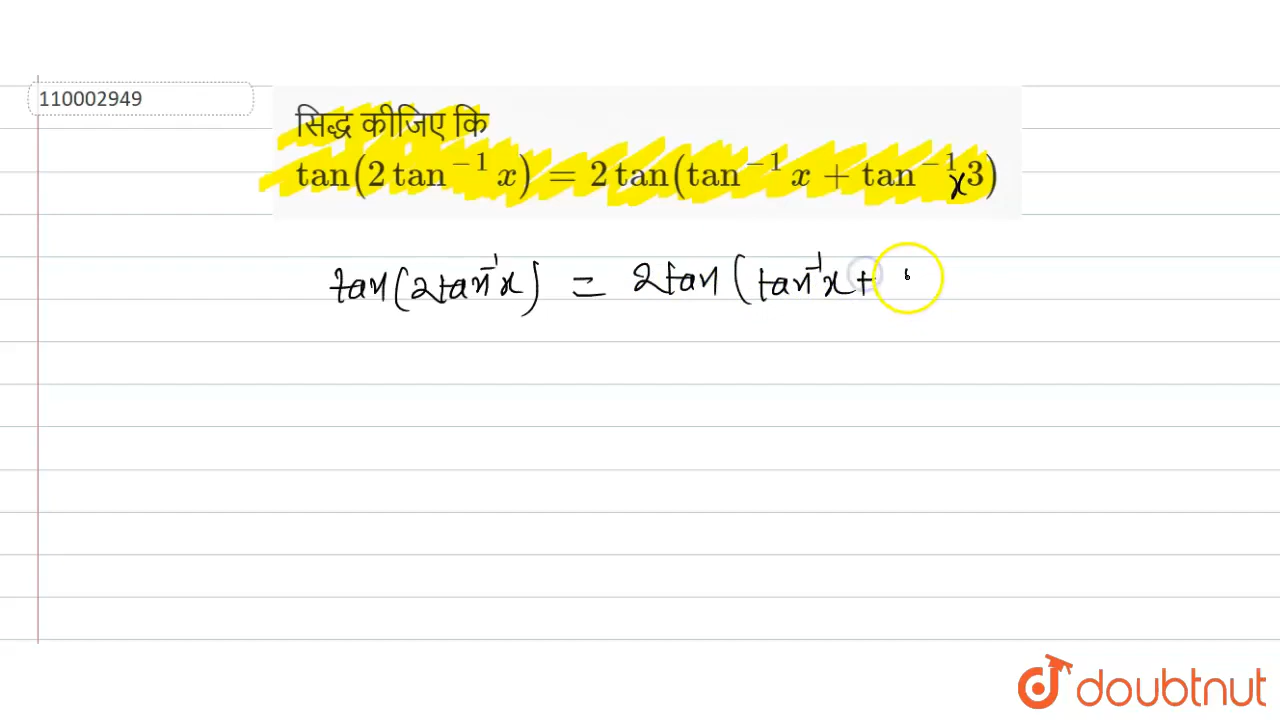 110002949
सिद्ध कीजिए कि
tan(2 tan⁻¹ x) = 2 tan(tan⁻¹ x + tan⁻¹ x3)
tan(2tan⁻¹x) = 2tan(tan⁻¹x +
doubtnut